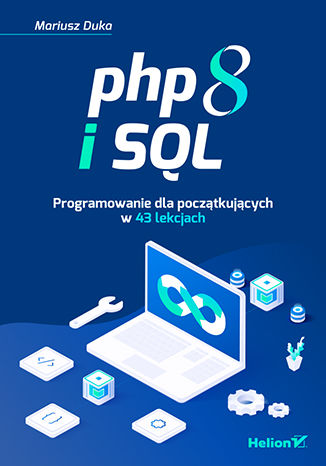 Mariusz Duka
php 8
i SQL
Programowanie dla początkujących
w 43 lekcjach
</>
{ }
Helion